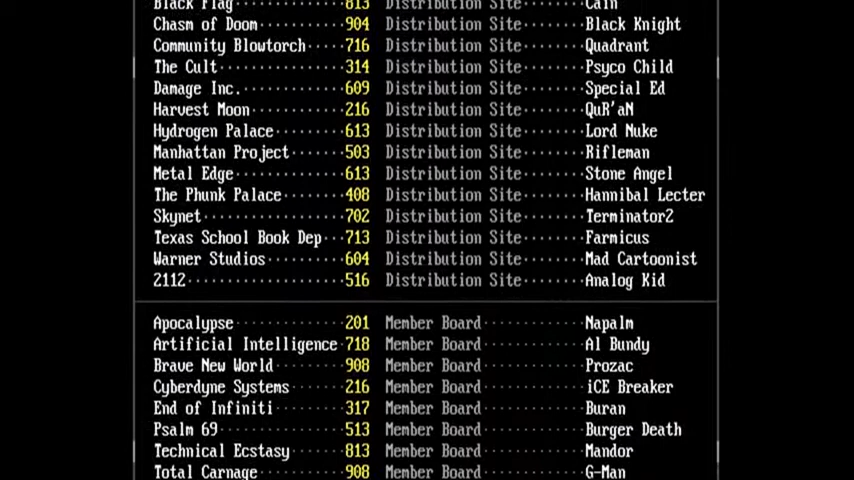 Black Flag··············813 Distribution Site········Cain
Chasm of Doom···········904 Distribution Site········Black Knight
Community Blowtorch·····716 Distribution Site········Quadrant
The Cult················314 Distribution Site········Psyco Child
Damage Inc.·············609 Distribution Site········Special Ed
Harvest Moon············216 Distribution Site········QuR'aN
Hydrogen Palace·········613 Distribution Site········Lord Nuke
Manhattan Project·······503 Distribution Site········Rifleman
Metal Edge··············613 Distribution Site········Stone Angel
The Phunk Palace········408 Distribution Site········Hannibal Lecter
Skynet··················702 Distribution Site········Terminator2
Texas School Book Dep···713 Distribution Site········Farmicus
Warner Studios··········604 Distribution Site········Mad Cartoonist
2112····················516 Distribution Site········Analog Kid
Apocalypse··············201 Member Board·············Napalm
Artificial Intelligence·718 Member Board·············Al Bundy
Brave New World·········908 Member Board·············Prozac
Cyberdyne Systems·······216 Member Board·············iCE Breaker
End of Infiniti·········317 Member Board·············Buran
Psalm 69················513 Member Board·············Burger Death
Technical Ecstasy·······813 Member Board·············Mandor
Total Carnage···········908 Member Board·············G-Man